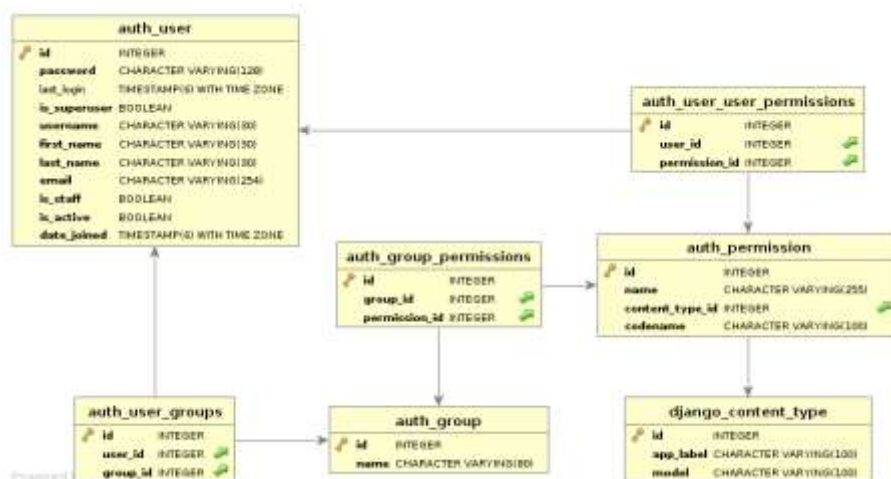 auth_user
id INTEGER
password CHARACTER VARYING(128)
last_login TIMESTAMP(6) WITH TIME ZONE
is_superuser BOOLEAN
username CHARACTER VARYING(30)
first_name CHARACTER VARYING(30)
last_name CHARACTER VARYING(30)
email CHARACTER VARYING(254)
is_staff BOOLEAN
is_active BOOLEAN
date_joined TIMESTAMP(6) WITH TIME ZONE
auth_user_user_permissions
id INTEGER
user_id INTEGER
permission_id INTEGER
auth_group_permissions
id INTEGER
group_id INTEGER
permission_id INTEGER
auth_permission
id INTEGER
name CHARACTER VARYING(255)
content_type_id INTEGER
codename CHARACTER VARYING(100)
auth_user_groups
id INTEGER
user_id INTEGER
group_id INTEGER
auth_group
id INTEGER
name CHARACTER VARYING(80)
django_content_type
id INTEGER
app_label CHARACTER VARYING(100)
model CHARACTER VARYING(100)